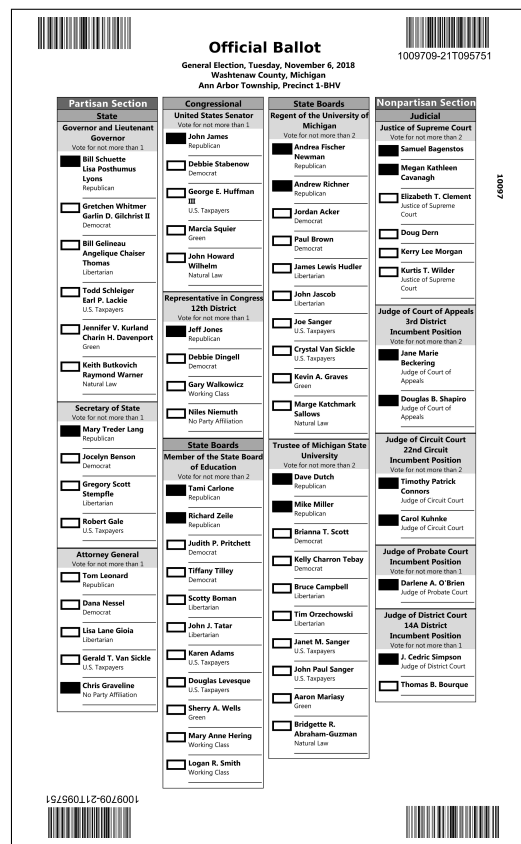 Official Ballot
General Election, Tuesday, November 6, 2018
Washtenaw County, Michigan
Ann Arbor Township, Precinct 1-BHV
1009709-21T095751
10097
Partisan Section
State
Governor and Lieutenant
Governor
Vote for not more than 1
Bill Schuette
Lisa Posthumus
Lyons
Republican
Gretchen Whitmer
Garlin D. Gilchrist II
Democrat
Bill Gelineau
Angelique Chaiser
Thomas
Libertarian
Todd Schleiger
Earl P. Lackie
U.S. Taxpayers
Jennifer V. Kurland
Charin H. Davenport
Green
Keith Butkovich
Raymond Warner
Natural Law
Secretary of State
Vote for not more than 1
Mary Treder Lang
Republican
Jocelyn Benson
Democrat
Gregory Scott
Stempfle
Libertarian
Robert Gale
U.S. Taxpayers
Attorney General
Vote for not more than 1
Tom Leonard
Republican
Dana Nessel
Democrat
Lisa Lane Gioia
Libertarian
Gerald T. Van Sickle
U.S. Taxpayers
Chris Graveline
No Party Affiliation
Congressional
United States Senator
Vote for not more than 1
John James
Republican
Debbie Stabenow
Democrat
George E. Huffman
III
U.S. Taxpayers
Marcia Squier
Green
John Howard
Wilhelm
Natural Law
Representative in Congress
12th District
Vote for not more than 1
Jeff Jones
Republican
Debbie Dingell
Democrat
Gary Walkowicz
Working Class
Niles Niemuth
No Party Affiliation
State Boards
Member of the State Board
of Education
Vote for not more than 2
Tami Carlone
Republican
Richard Zeile
Republican
Judith P. Pritchett
Democrat
Tiffany Tilley
Democrat
Scotty Boman
Libertarian
John J. Tatar
Libertarian
Karen Adams
U.S. Taxpayers
Douglas Levesque
U.S. Taxpayers
Sherry A. Wells
Green
Mary Anne Hering
Working Class
Logan R. Smith
Working Class
State Boards
Regent of the University of
Michigan
Vote for not more than 2
Andrea Fischer
Newman
Republican
Andrew Richner
Republican
Jordan Acker
Democrat
Paul Brown
Democrat
James Lewis Hudler
Libertarian
John Jascob
Libertarian
Joe Sanger
U.S. Taxpayers
Crystal Van Sickle
U.S. Taxpayers
Kevin A. Graves
Green
Marge Katchmark
Sallows
Natural Law
Trustee of Michigan State
University
Vote for not more than 2
Dave Dutch
Republican
Mike Miller
Republican
Brianna T. Scott
Democrat
Kelly Charron Tebay
Democrat
Bruce Campbell
Libertarian
Tim Orzechowski
Libertarian
Janet M. Sanger
U.S. Taxpayers
John Paul Sanger
U.S. Taxpayers
Aaron Mariasy
Green
Bridgette R.
Abraham-Guzman
Natural Law
Nonpartisan Section
Judicial
Justice of Supreme Court
Vote for not more than 2
Samuel Bagenstos
Megan Kathleen
Cavanagh
Elizabeth T. Clement
Justice of Supreme
Court
Doug Dern
Kerry Lee Morgan
Kurtis T. Wilder
Justice of Supreme
Court
Judge of Court of Appeals
3rd District
Incumbent Position
Vote for not more than 2
Jane Marie
Beckering
Judge of Court of
Appeals
Douglas B. Shapiro
Judge of Court of
Appeals
Judge of Circuit Court
22nd Circuit
Incumbent Position
Vote for not more than 2
Timothy Patrick
Connors
Judge of Circuit Court
Carol Kuhnke
Judge of Circuit Court
Judge of Probate Court
Incumbent Position
Vote for not more than 1
Darlene A. O'Brien
Judge of Probate Court
Judge of District Court
14A District
Incumbent Position
Vote for not more than 1
J. Cedric Simpson
Judge of District Court
Thomas B. Bourque
1009709-21T095751